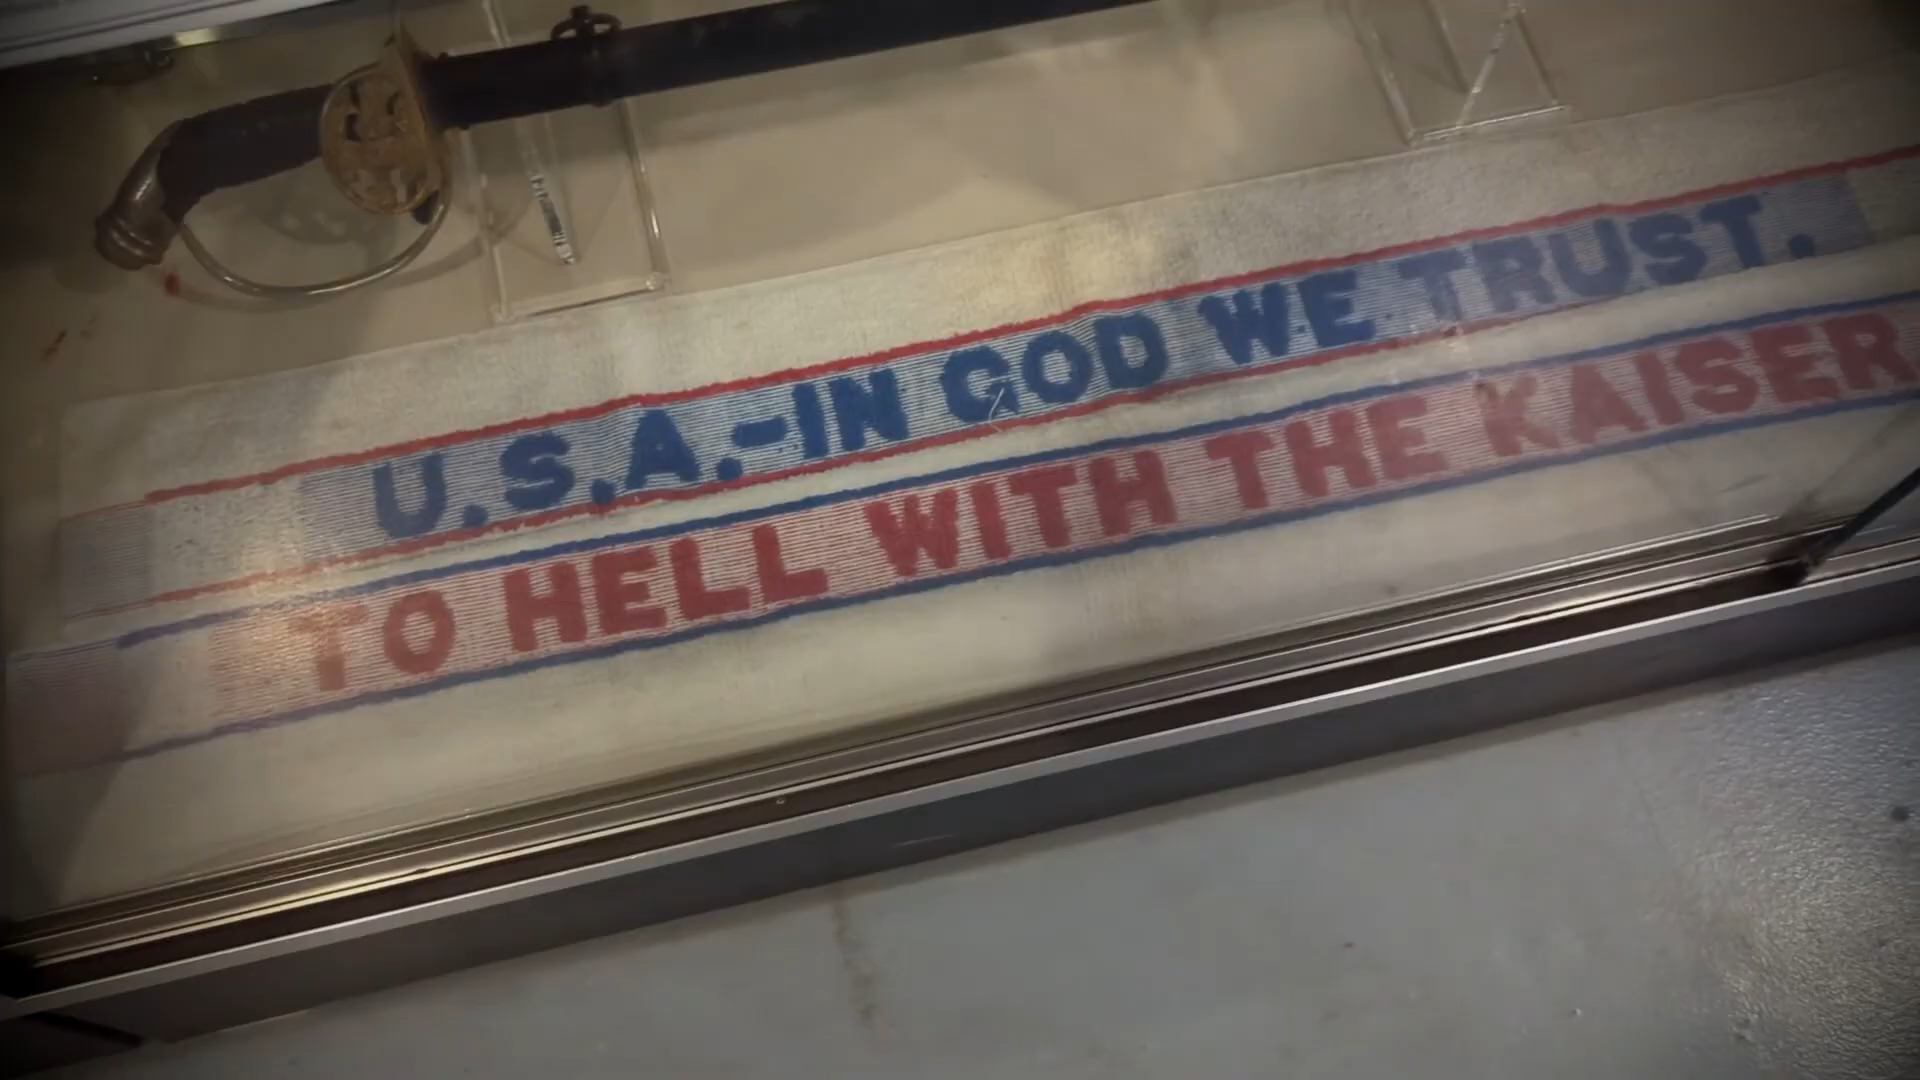 U.S.A.-IN GOD WE TRUST.
TO HELL WITH THE KAISER.